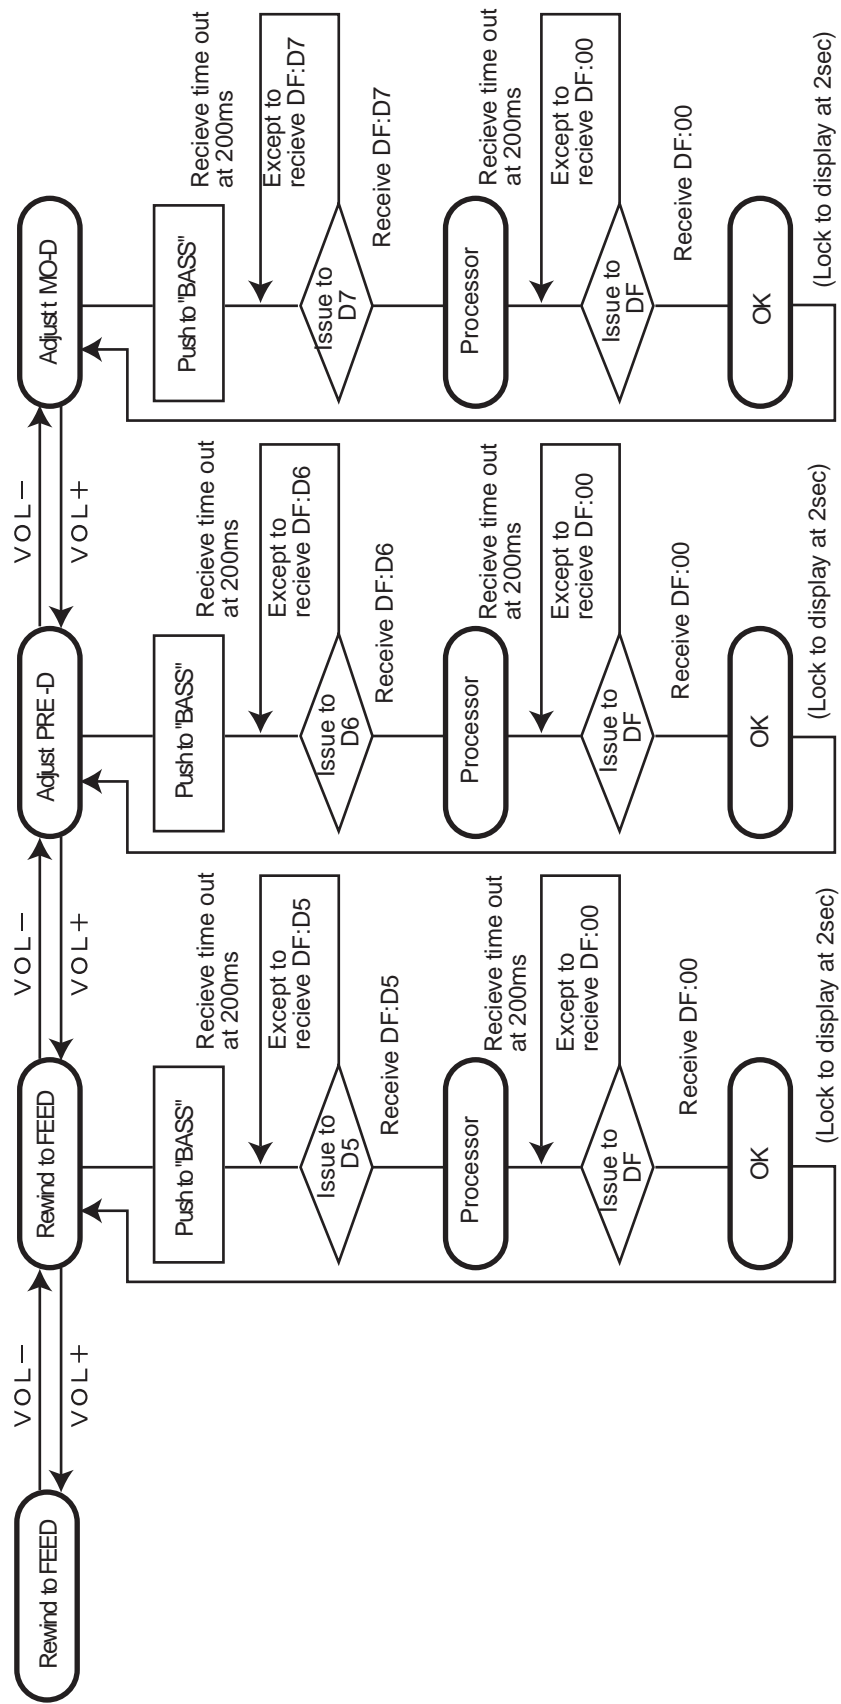 Rewind to FEED
VOL−
VOL+
Rewind to FEED
Push to "BASS"
Recieve time out
at 200ms
Except to
recieve DF:D5
Issue to
D5
Receive DF:D5
Processor
Recieve time out
at 200ms
Except to
recieve DF:00
Issue to
DF
Receive DF:00
OK
(Lock to display at 2sec)
VOL−
VOL+
Adjust PRE-D
Push to "BASS"
Recieve time out
at 200ms
Except to
recieve DF:D6
Issue to
D6
Receive DF:D6
Processor
Recieve time out
at 200ms
Except to
recieve DF:00
Issue to
DF
Receive DF:00
OK
(Lock to display at 2sec)
VOL−
VOL+
Adjust t MO-D
Push to "BASS"
Recieve time out
at 200ms
Except to
recieve DF:D7
Issue to
D7
Receive DF:D7
Processor
Recieve time out
at 200ms
Except to
recieve DF:00
Issue to
DF
Receive DF:00
OK
(Lock to display at 2sec)